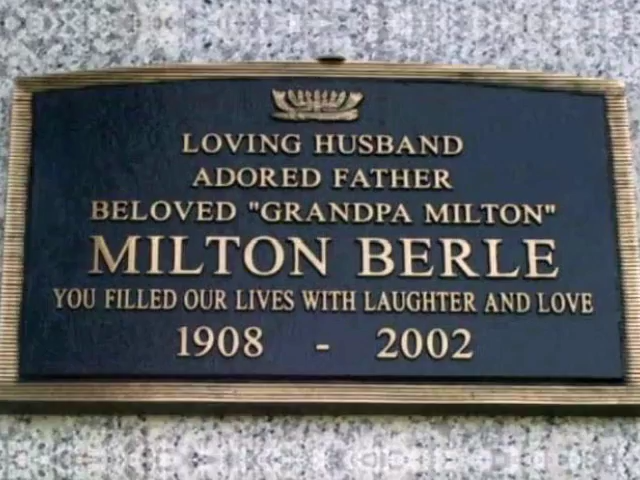 LOVING HUSBAND
ADORED FATHER
BELOVED "GRANDPA MILTON"
MILTON BERLE
YOU FILLED OUR LIVES WITH LAUGHTER AND LOVE
1908 - 2002